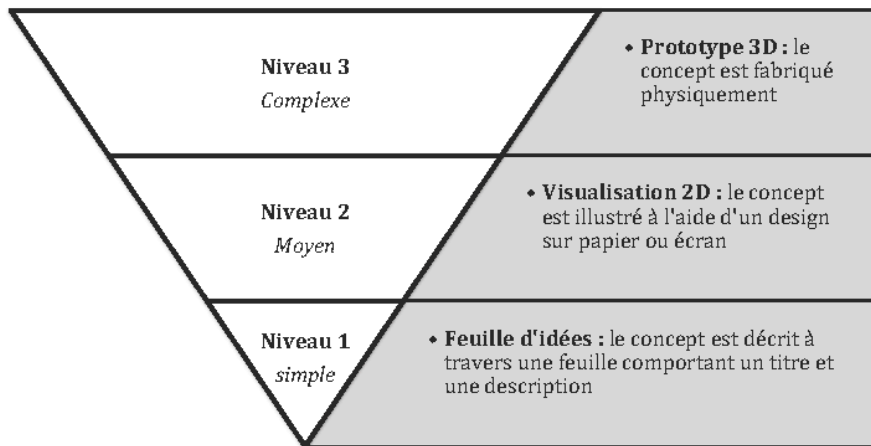 Niveau 3
Complexe
• Prototype 3D : le
concept est fabriqué
physiquement
Niveau 2
Moyen
• Visualisation 2D : le concept
est illustré à l'aide d'un design
sur papier ou écran
Niveau 1
simple
• Feuille d'idées : le concept est décrit à
travers une feuille comportant un titre et
une description